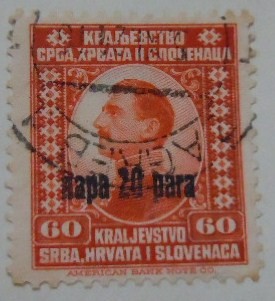 КРАЉЕВСТВО
СРБА, ХРВАТА И СЛОВЕНАЦА
пара 20 para
60 60
KRALJEVSTVO
SRBA, HRVATA I SLOVENACA
AMERICAN BANK NOTE CO.